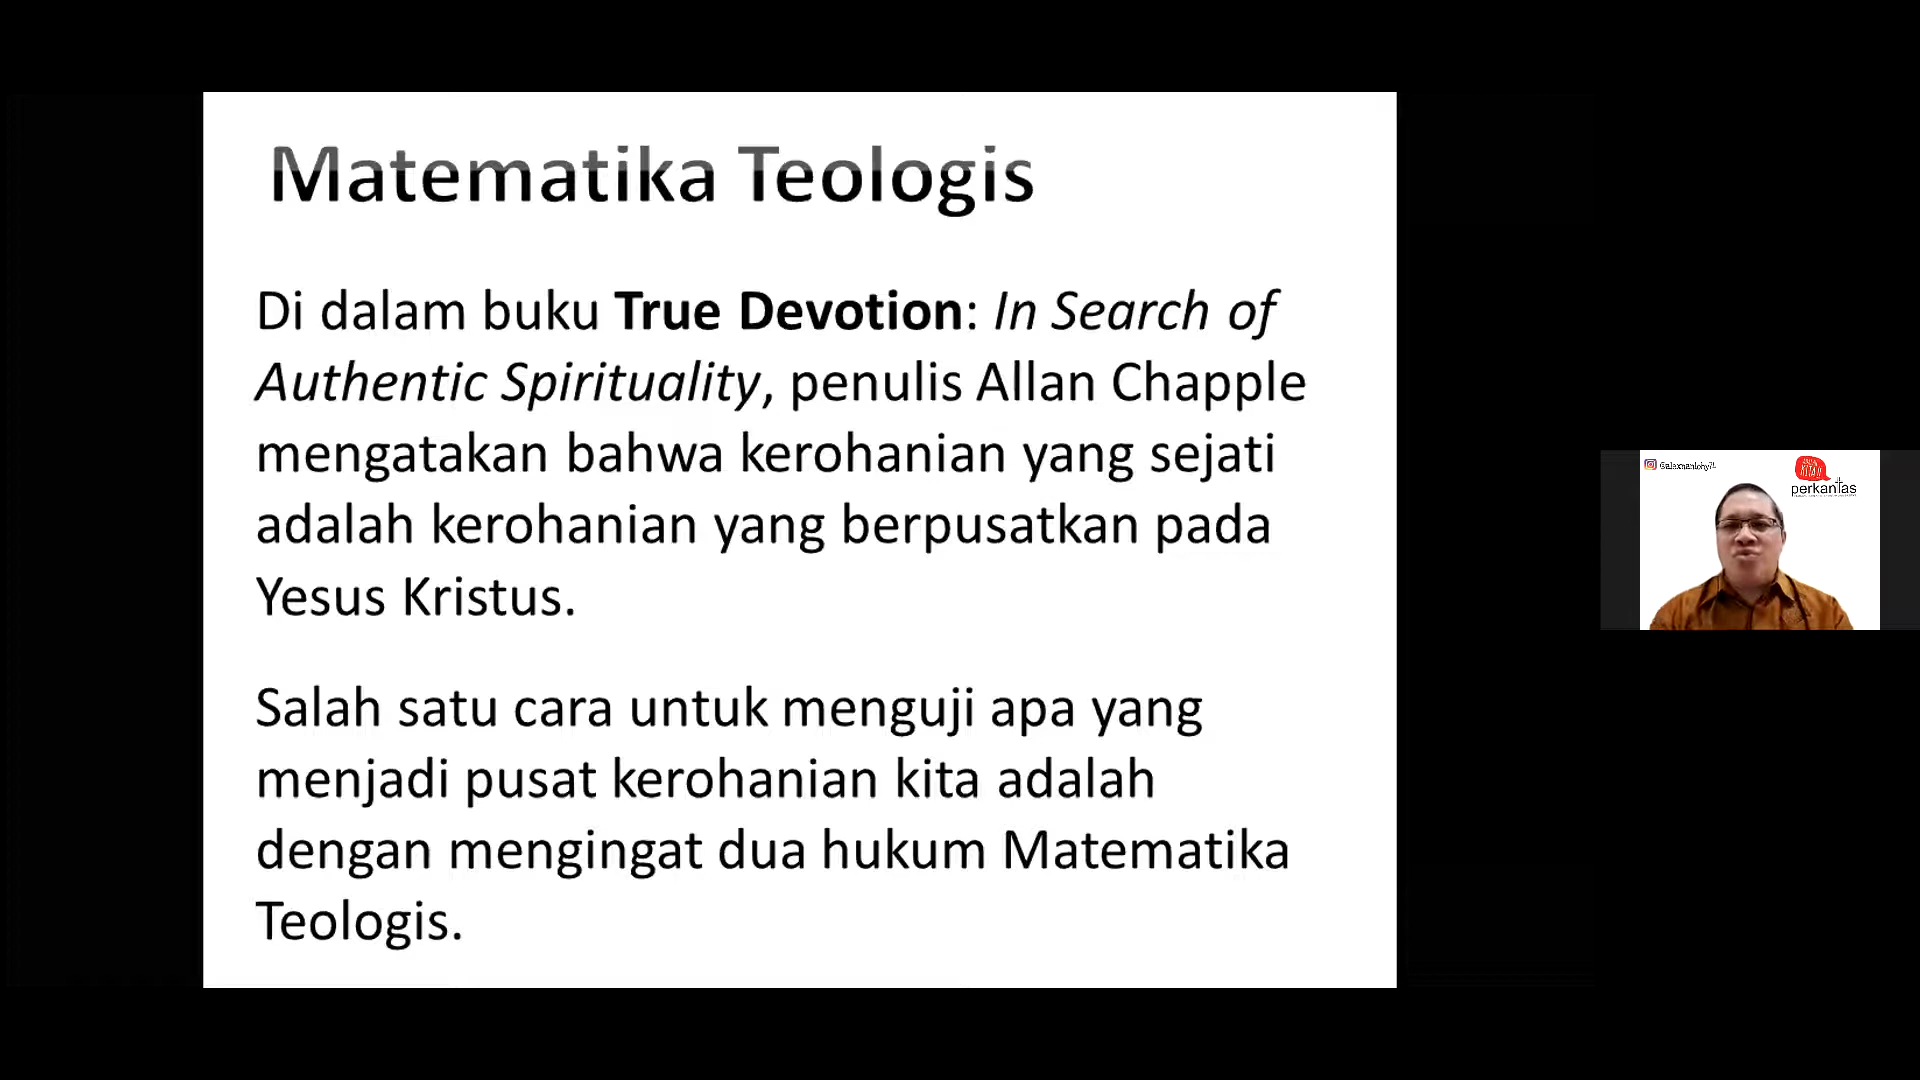 Matematika Teologis
Di dalam buku True Devotion: In Search of
Authentic Spirituality, penulis Allan Chapple
mengatakan bahwa kerohanian yang sejati
adalah kerohanian yang berpusatkan pada
Yesus Kristus.
Salah satu cara untuk menguji apa yang
menjadi pusat kerohanian kita adalah
dengan mengingat dua hukum Matematika
Teologis.
perkantas